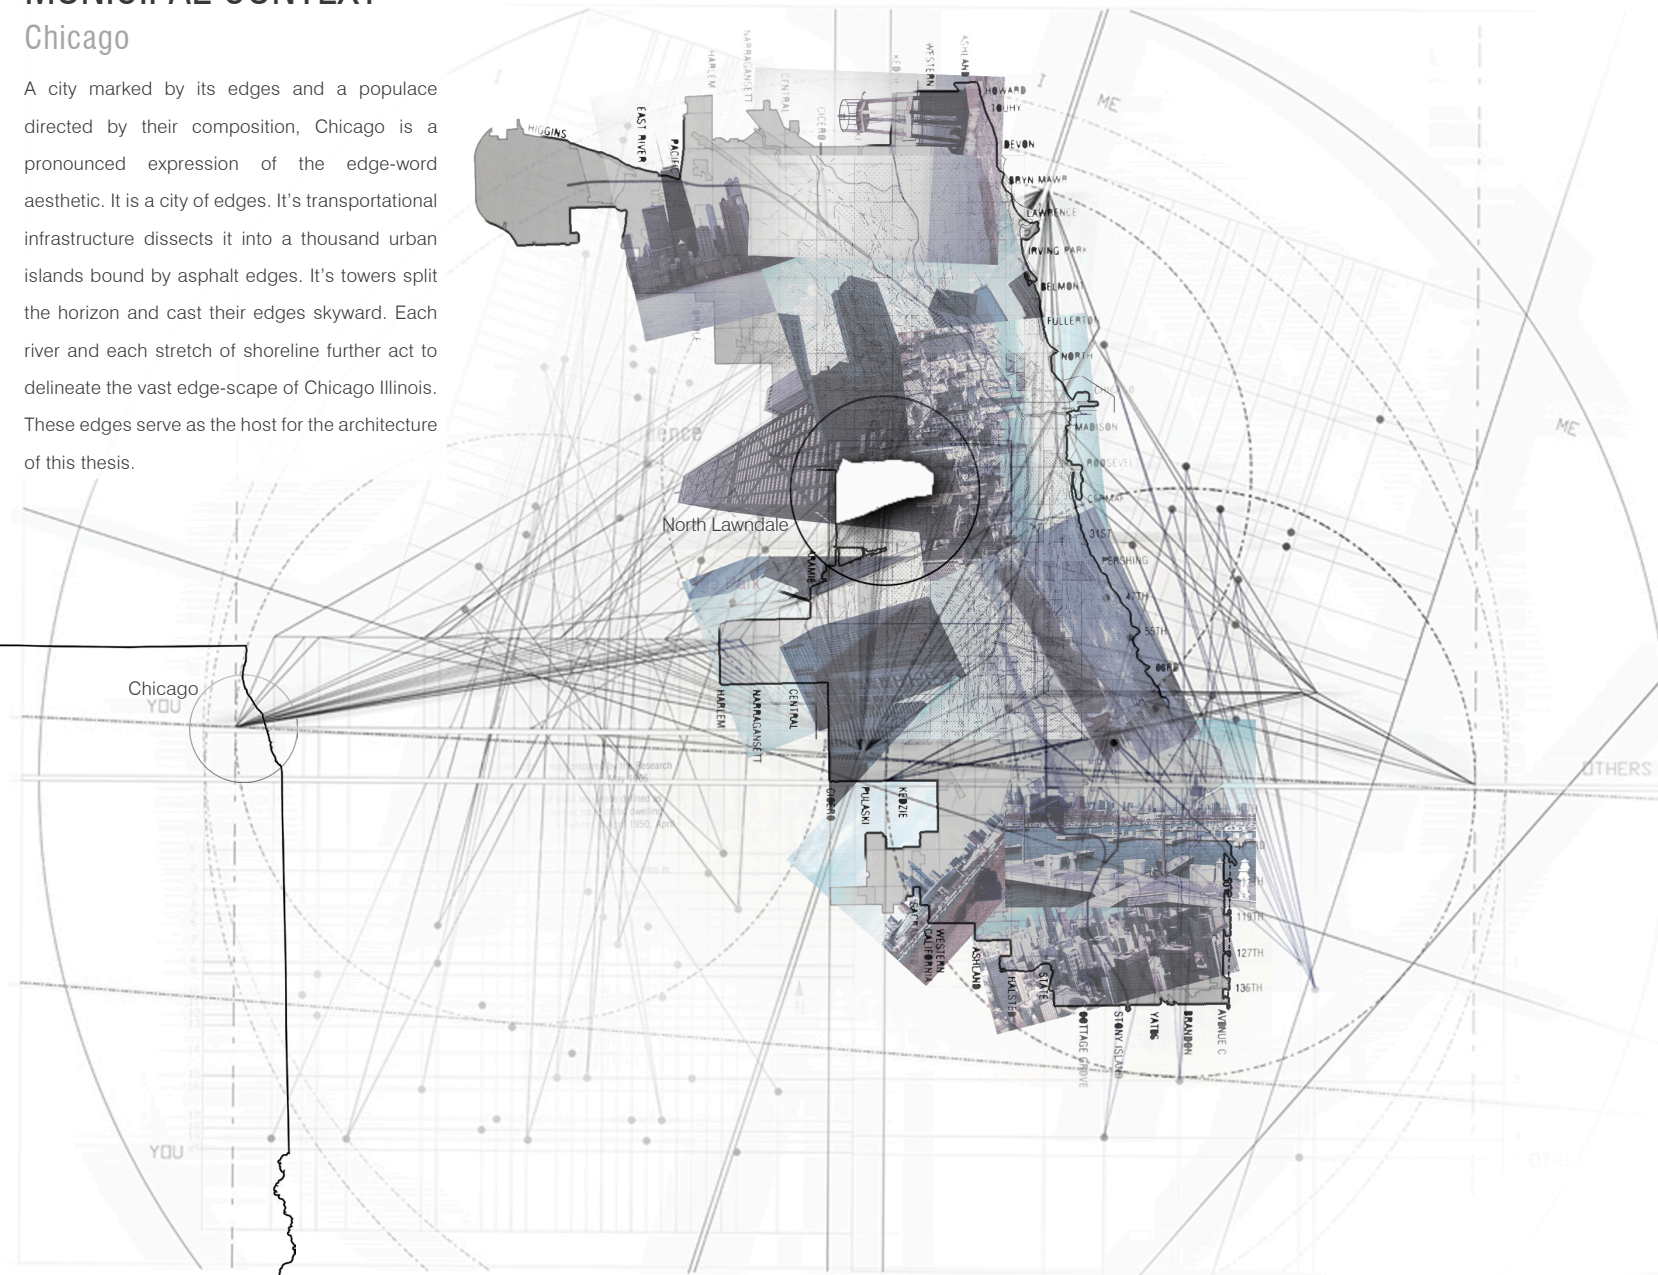 MUNICIPAL CONTEXT
Chicago
A city marked by its edges and a populace
directed by their composition, Chicago is a
pronounced expression of the edge-word
aesthetic. It is a city of edges. It's transportational
infrastructure dissects it into a thousand urban
islands bound by asphalt edges. It's towers split
the horizon and cast their edges skyward. Each
river and each stretch of shoreline further act to
delineate the vast edge-scape of Chicago Illinois.
These edges serve as the host for the architecture
of this thesis.
HARLEM
NARRAGANSETT
CENTRAL
CICERO
WESTERN
ASHLAND
HIGGINS
EAST RIVER
HOWARD
TOUHY
DEVON
BRYN MAWR
LAWRENCE
IRVING PARK
BELMONT
FULLERTON
NORTH
CHICAGO
MADISON
31ST
PERSHING
47TH
55TH
63RD
ME
ME
North Lawndale
Chicago
YOU
HARLEM
NARRAGANSETT
CENTRAL
CICERO
PULASKI
KEDZIE
OTHERS
WESTERN
CALIFORNIA
ASHLAND
HALSTED
STATE
COTTAGE GROVE
STONY ISLAND
YATES
BRANDON
AVENUE C
119TH
127TH
136TH
YOU